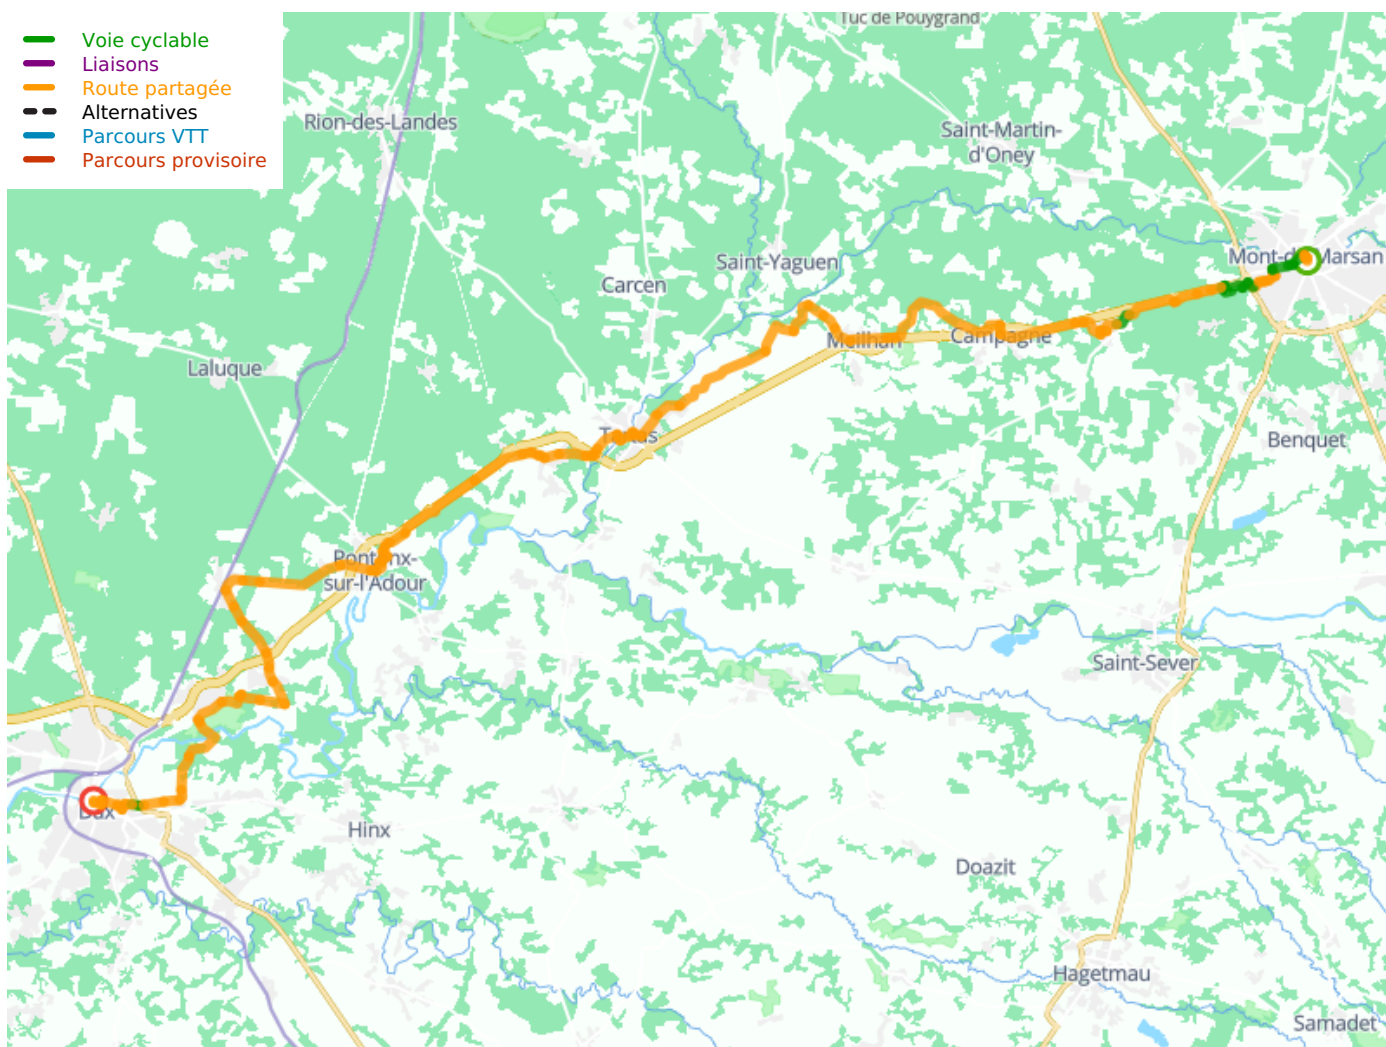 Voie cyclable
Liaisons
Route partagée
Alternatives
Parcours VTT
Parcours provisoire
Tuc de Pouygrand
Rion-des-Landes
Saint-Martin-
d'Oney
Saint-Yaguen
Carcen
Campagne
Laluque
Benquet
sur-l'Adour
Saint-Sever
Hinx
Doazit
Hagetmau
Samadet